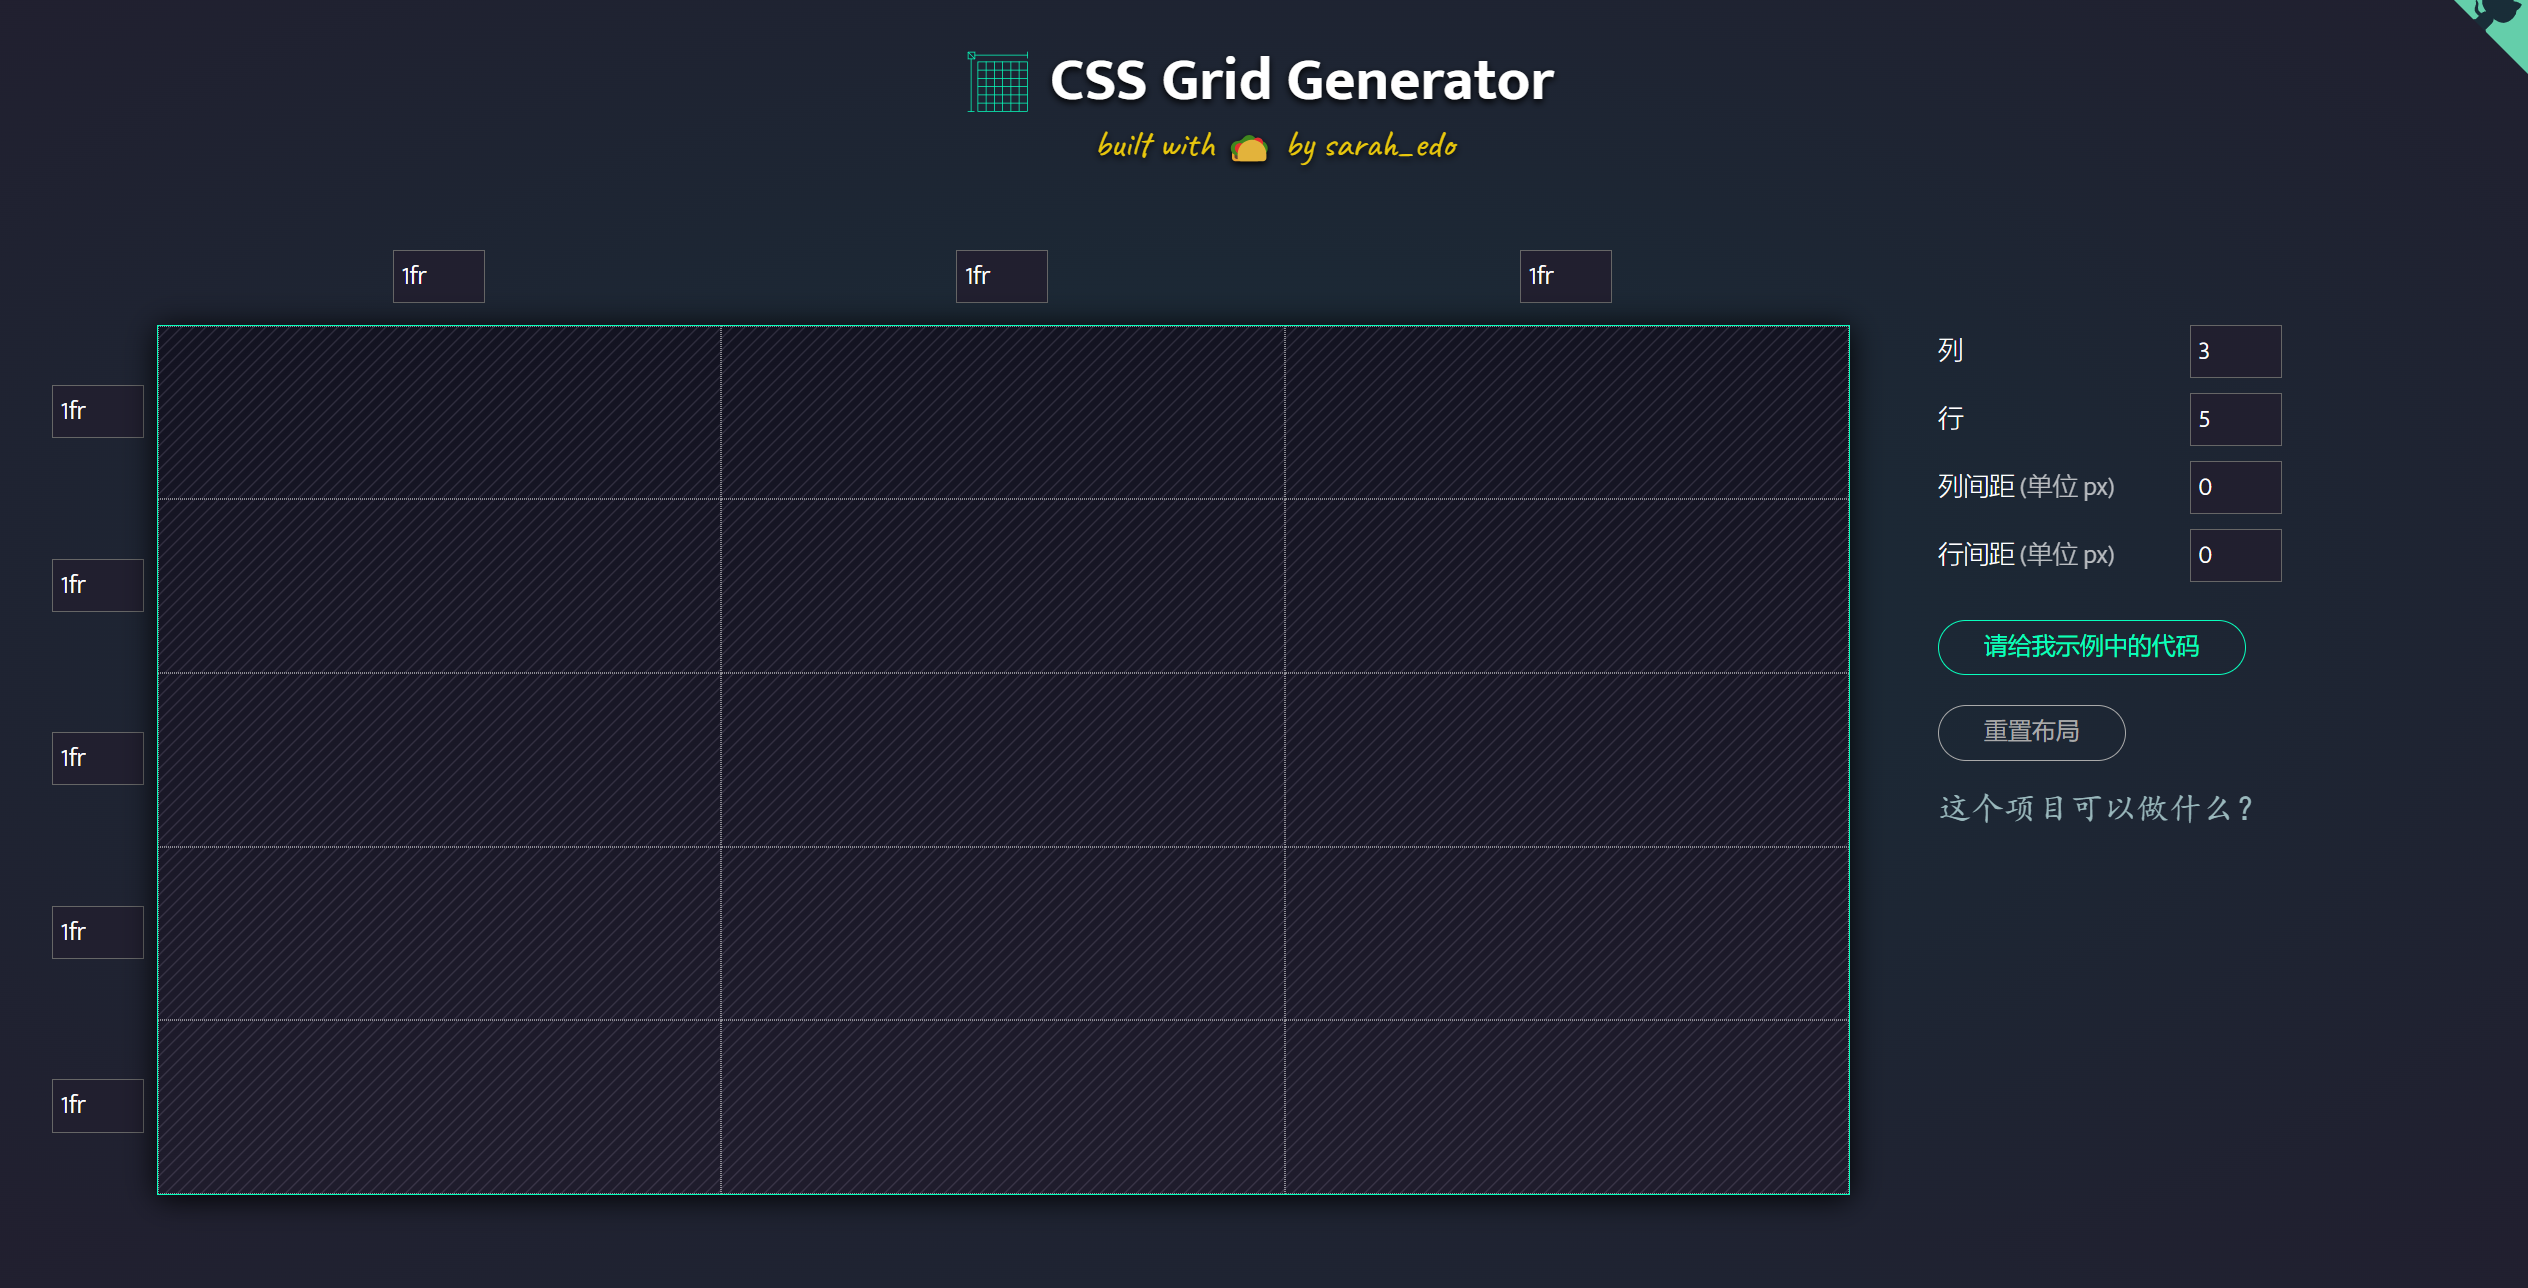 CSS Grid Generator
built with by sarah_edo
1fr 1fr 1fr
列 3
1fr
行 5
列间距 (单位 px) 0
行间距 (单位 px) 0
1fr
请给我示例中的代码
重置布局
1fr
这个项目可以做什么？
1fr
1fr